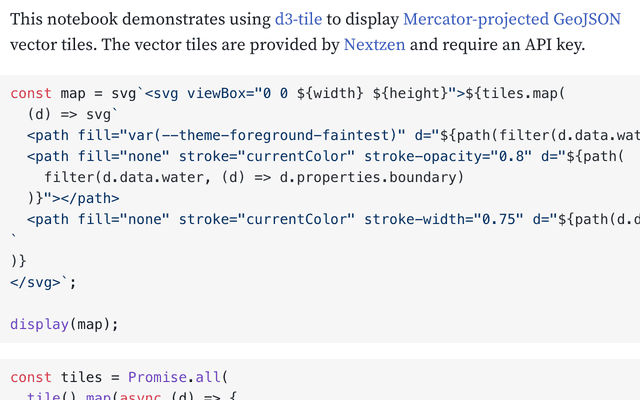 This notebook demonstrates using d3-tile to display Mercator-projected GeoJSON
vector tiles. The vector tiles are provided by Nextzen and require an API key.
const map = svg`<svg viewBox="0 0 ${width} ${height}">${tiles.map(
  (d) => svg`
  <path fill="var(--theme-foreground-faintest)" d="${path(filter(d.data.wat
  <path fill="none" stroke="currentColor" stroke-opacity="0.8" d="${path(
    filter(d.data.water, (d) => d.properties.boundary)
  )}"></path>
  <path fill="none" stroke="currentColor" stroke-width="0.75" d="${path(d.d
`
)}
</svg>`;
display(map);
const tiles = Promise.all(
  tile().map(async (d) => {